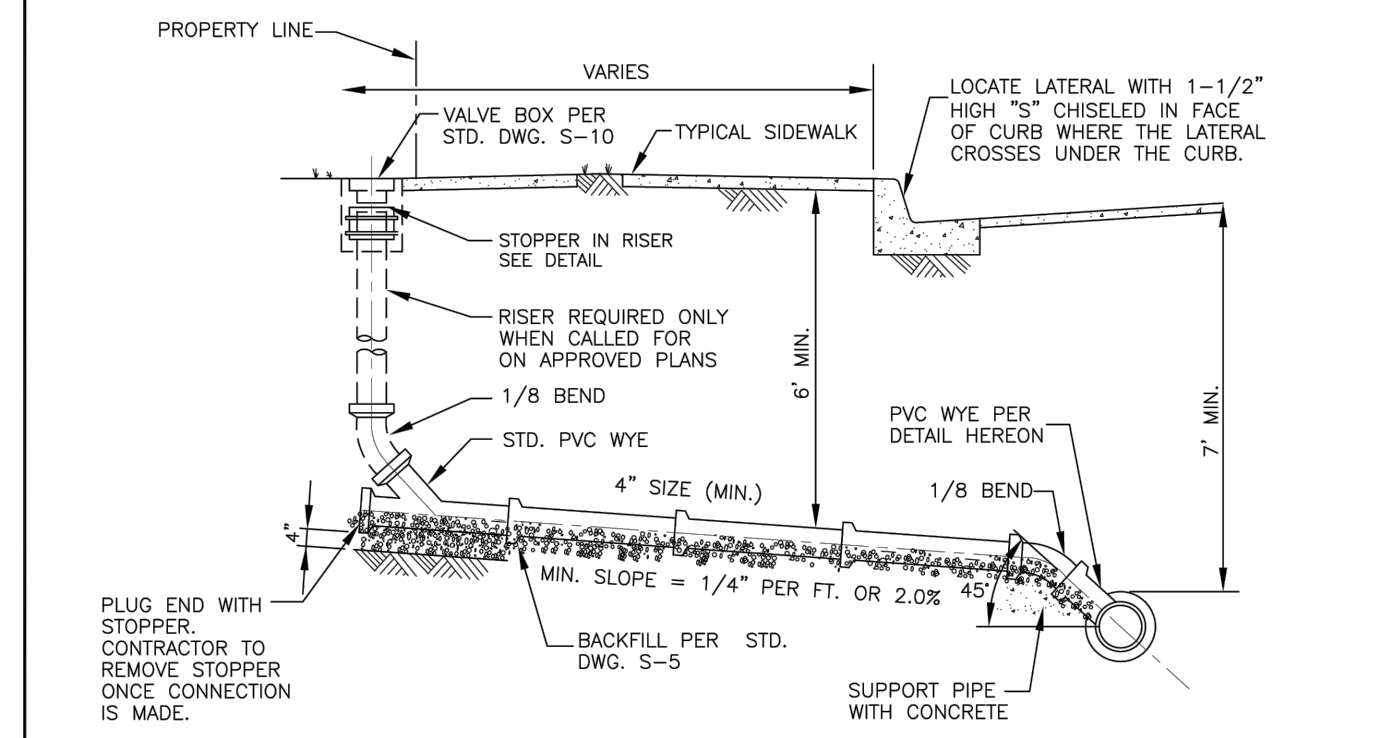 PROPERTY LINE
VARIES
VALVE BOX PER
STD. DWG. S-10
TYPICAL SIDEWALK
LOCATE LATERAL WITH 1-1/2"
HIGH "S" CHISELED IN FACE
OF CURB WHERE THE LATERAL
CROSSES UNDER THE CURB.
STOPPER IN RISER
SEE DETAIL
RISER REQUIRED ONLY
WHEN CALLED FOR
ON APPROVED PLANS
6' MIN.
7' MIN.
1/8 BEND
STD. PVC WYE
PVC WYE PER
DETAIL HEREON
4" SIZE (MIN.)
1/8 BEND
4"
MIN. SLOPE = 1/4" PER FT. OR 2.0%
45°
PLUG END WITH
STOPPER.
CONTRACTOR TO
REMOVE STOPPER
ONCE CONNECTION
IS MADE.
BACKFILL PER STD.
DWG. S-5
SUPPORT PIPE
WITH CONCRETE